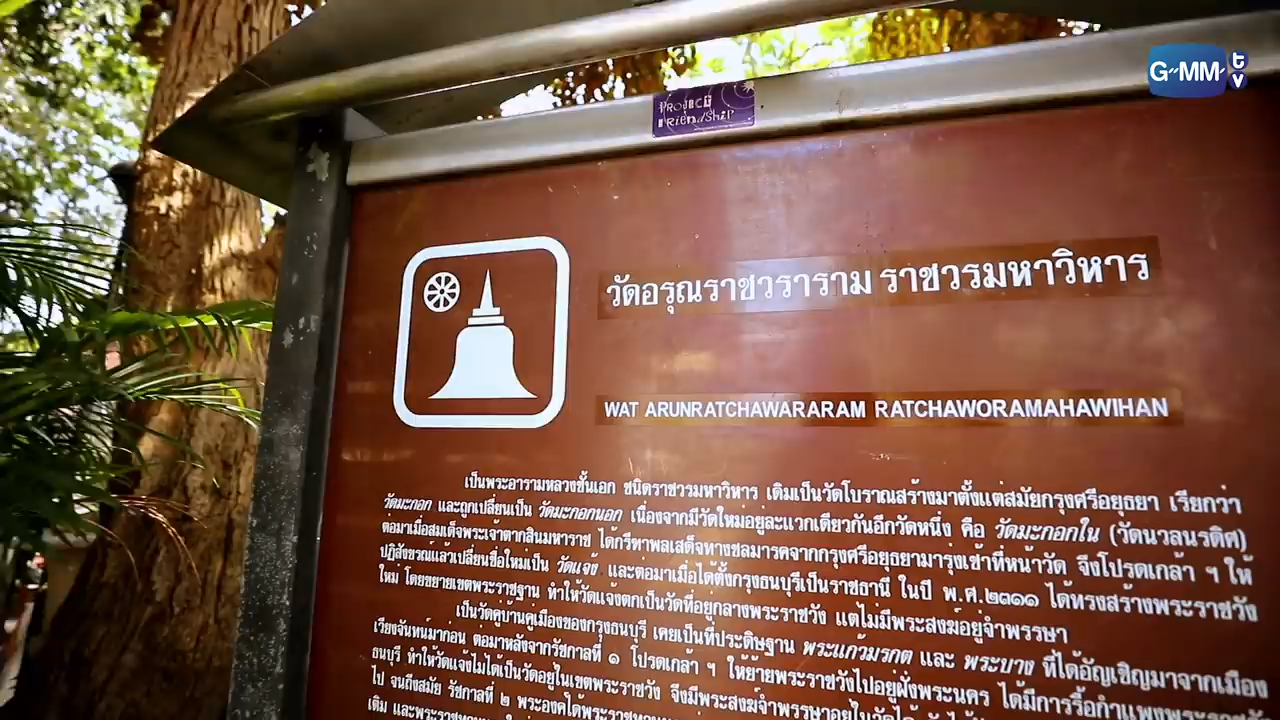 G-MM- tv
PROJECT
FRIENDSHIP
วัดอรุณราชวราราม ราชวรมหาวิหาร
WAT ARUNRATCHAWARARAM RATCHAWORAMAHAWIHAN
เป็นพระอารามหลวงชั้นเอก ชนิดราชวรมหาวิหาร เดิมเป็นวัดโบราณสร้างมาตั้งแต่สมัยกรุงศรีอยุธยา เรียกว่า
วัดมะกอก และถูกเปลี่ยนเป็น วัดมะกอกนอก เนื่องจากมีวัดใหม่อยู่ละแวกเดียวกันอีกวัดหนึ่ง คือ วัดมะกอกใน (วัดนวลนรดิศ)
ต่อมาเมื่อสมเด็จพระเจ้าตากสินมหาราช ได้กรีฑาพลเสด็จทางชลมารคจากกรุงศรีอยุธยามารุ่งเช้าที่หน้าวัด จึงโปรดเกล้า ฯ ให้
ปฏิสังขรณ์แล้วเปลี่ยนชื่อใหม่เป็น วัดแจ้ง และต่อมาเมื่อได้ตั้งกรุงธนบุรีเป็นราชธานี ในปี พ.ศ.๒๓๑๑ ได้ทรงสร้างพระราชวัง
ใหม่ โดยขยายเขตพระราชฐาน ทำให้วัดแจ้งตกเป็นวัดที่อยู่กลางพระราชวัง แต่ไม่มีพระสงฆ์อยู่จำพรรษา
เป็นวัดคู่บ้านคู่เมืองของกรุงธนบุรี เคยเป็นที่ประดิษฐาน พระแก้วมรกต และ พระบาง ที่ได้อัญเชิญมาจากเมือง
เวียงจันทน์มาก่อน ต่อมาหลังจากรัชกาลที่ ๑ โปรดเกล้า ฯ ให้ย้ายพระราชวังไปอยู่ฝั่งพระนคร ได้มีการรื้อกำแพงพระราชวัง
ธนบุรี ทำให้วัดแจ้งไม่ได้เป็นวัดอยู่ในเขตพระราชวัง จึงมีพระสงฆ์จำพรรษาอยู่ในวัดได้
ไป จนถึงสมัย รัชกาลที่ ๒ พระองค์ได้พระราชทาน
เดิม และพระราชทาน